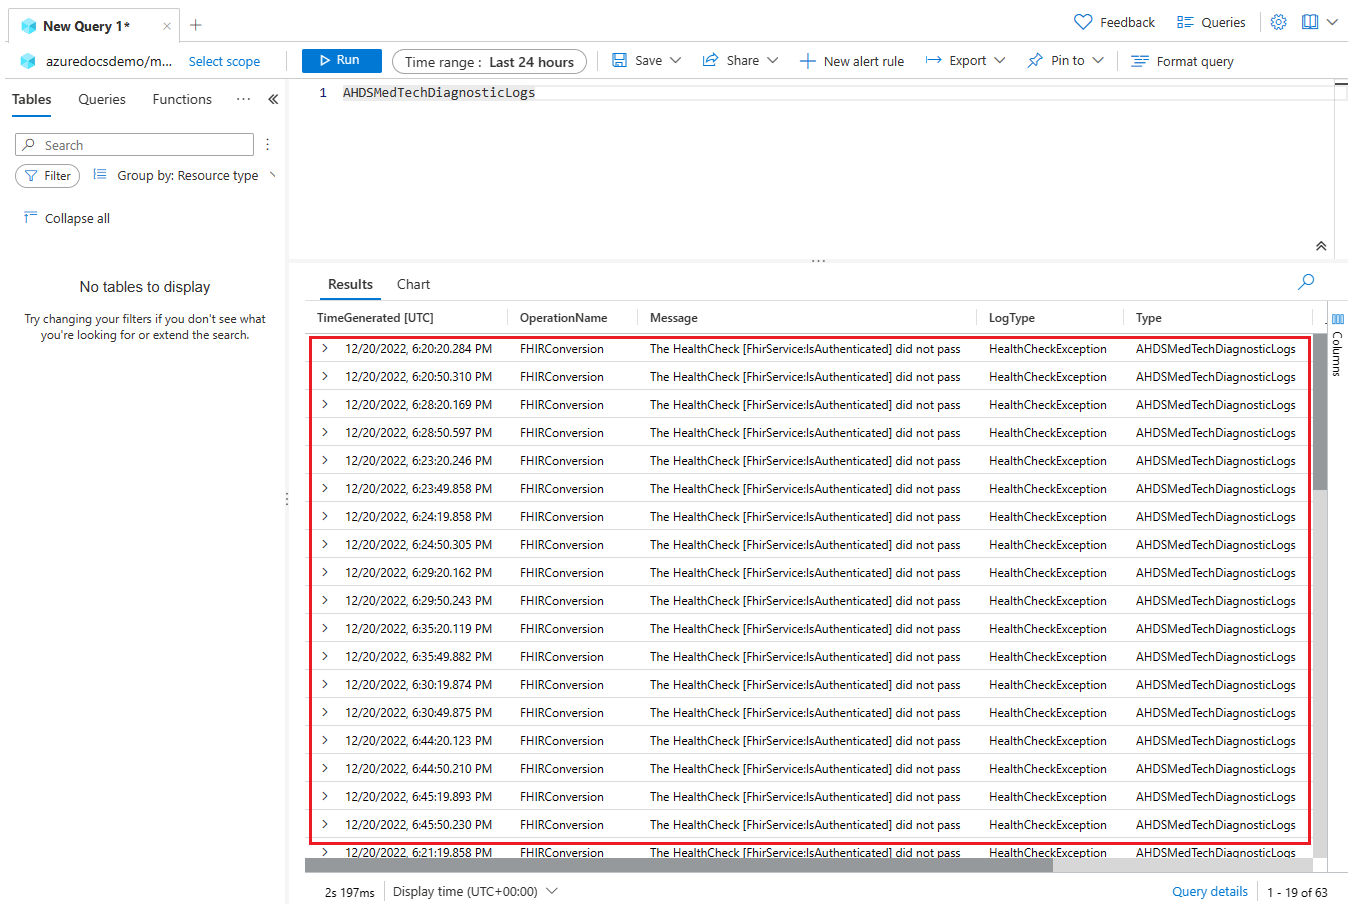 New Query 1*
Feedback Queries
azuredocsdemo/m... Select scope Run Time range : Last 24 hours Save Share New alert rule Export Pin to Format query
Tables Queries Functions ...
1 AHDSMedTechDiagnosticLogs
Search
Filter Group by: Resource type
Collapse all
No tables to display
Try changing your filters if you don't see what
you're looking for or extend the search.
Results Chart
TimeGenerated [UTC] OperationName Message LogType Type
Columns
12/20/2022, 6:20:20.284 PM FHIRConversion The HealthCheck [FhirService:IsAuthenticated] did not pass HealthCheckException AHDSMedTechDiagnosticLogs
12/20/2022, 6:20:50.310 PM FHIRConversion The HealthCheck [FhirService:IsAuthenticated] did not pass HealthCheckException AHDSMedTechDiagnosticLogs
12/20/2022, 6:28:20.169 PM FHIRConversion The HealthCheck [FhirService:IsAuthenticated] did not pass HealthCheckException AHDSMedTechDiagnosticLogs
12/20/2022, 6:28:50.597 PM FHIRConversion The HealthCheck [FhirService:IsAuthenticated] did not pass HealthCheckException AHDSMedTechDiagnosticLogs
12/20/2022, 6:23:20.246 PM FHIRConversion The HealthCheck [FhirService:IsAuthenticated] did not pass HealthCheckException AHDSMedTechDiagnosticLogs
12/20/2022, 6:23:49.858 PM FHIRConversion The HealthCheck [FhirService:IsAuthenticated] did not pass HealthCheckException AHDSMedTechDiagnosticLogs
12/20/2022, 6:24:19.858 PM FHIRConversion The HealthCheck [FhirService:IsAuthenticated] did not pass HealthCheckException AHDSMedTechDiagnosticLogs
12/20/2022, 6:24:50.305 PM FHIRConversion The HealthCheck [FhirService:IsAuthenticated] did not pass HealthCheckException AHDSMedTechDiagnosticLogs
12/20/2022, 6:29:20.162 PM FHIRConversion The HealthCheck [FhirService:IsAuthenticated] did not pass HealthCheckException AHDSMedTechDiagnosticLogs
12/20/2022, 6:29:50.243 PM FHIRConversion The HealthCheck [FhirService:IsAuthenticated] did not pass HealthCheckException AHDSMedTechDiagnosticLogs
12/20/2022, 6:35:20.119 PM FHIRConversion The HealthCheck [FhirService:IsAuthenticated] did not pass HealthCheckException AHDSMedTechDiagnosticLogs
12/20/2022, 6:35:49.882 PM FHIRConversion The HealthCheck [FhirService:IsAuthenticated] did not pass HealthCheckException AHDSMedTechDiagnosticLogs
12/20/2022, 6:30:19.874 PM FHIRConversion The HealthCheck [FhirService:IsAuthenticated] did not pass HealthCheckException AHDSMedTechDiagnosticLogs
12/20/2022, 6:30:49.875 PM FHIRConversion The HealthCheck [FhirService:IsAuthenticated] did not pass HealthCheckException AHDSMedTechDiagnosticLogs
12/20/2022, 6:44:20.123 PM FHIRConversion The HealthCheck [FhirService:IsAuthenticated] did not pass HealthCheckException AHDSMedTechDiagnosticLogs
12/20/2022, 6:44:50.210 PM FHIRConversion The HealthCheck [FhirService:IsAuthenticated] did not pass HealthCheckException AHDSMedTechDiagnosticLogs
12/20/2022, 6:45:19.893 PM FHIRConversion The HealthCheck [FhirService:IsAuthenticated] did not pass HealthCheckException AHDSMedTechDiagnosticLogs
12/20/2022, 6:45:50.230 PM FHIRConversion The HealthCheck [FhirService:IsAuthenticated] did not pass HealthCheckException AHDSMedTechDiagnosticLogs
12/20/2022, 6:21:19.858 PM FHIRConversion The HealthCheck [FhirService:IsAuthenticated] did not pass HealthCheckException AHDSMedTechDiagnosticLogs
2s 197ms Display time (UTC+00:00) Query details 1 - 19 of 63